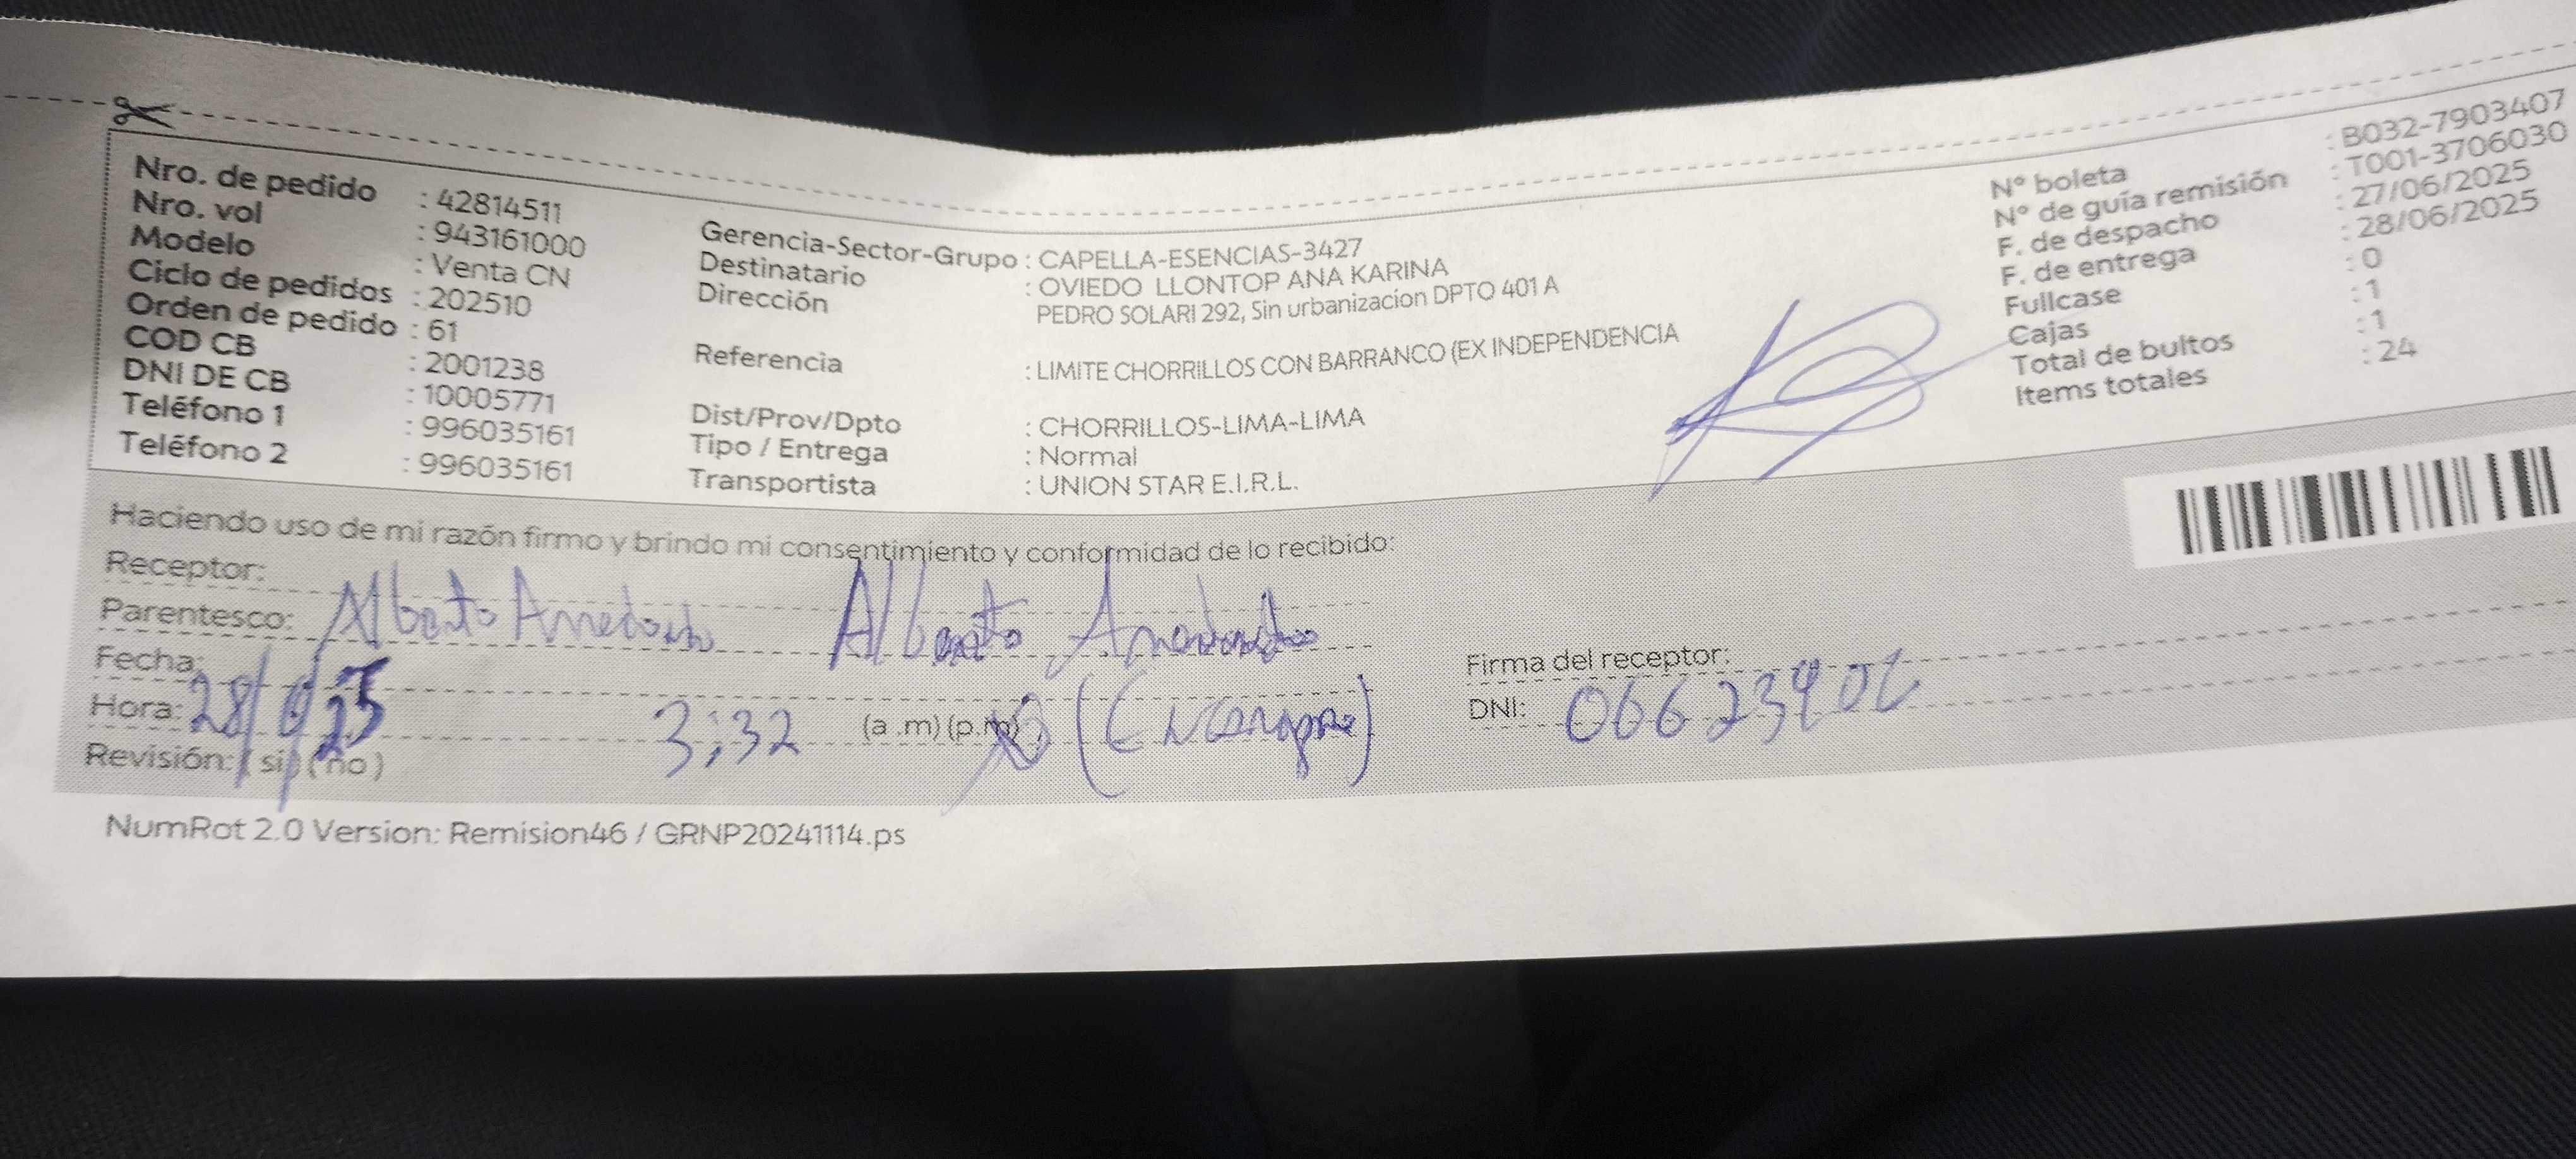 Nro. de pedido : 42814511
Nro. vol : 943161000
Modelo : Venta CN
Ciclo de pedidos : 202510
Orden de pedido : 61
COD CB : 2001238
DNI DE CB : 10005771
Teléfono 1 : 996035161
Teléfono 2 : 996035161
Gerencia-Sector-Grupo : CAPELLA-ESENCIAS-3427
Destinatario : OVIEDO LLONTOP ANA KARINA
Dirección PEDRO SOLARI 292, Sin urbanizacion DPTO 401 A
Referencia : LIMITE CHORRILLOS CON BARRANCO (EX INDEPENDENCIA
Dist/Prov/Dpto : CHORRILLOS-LIMA-LIMA
Tipo / Entrega : Normal
Transportista : UNION STAR E.I.R.L.
N° boleta : B032-7903407
N° de guía remisión : T001-3706030
F. de despacho : 27/06/2025
F. de entrega : 28/06/2025
Fullcase : 0
Cajas : 1
Total de bultos : 1
Items totales : 24
Haciendo uso de mi razón firmo y brindo mi consentimiento y conformidad de lo recibido:
Receptor:
Parentesco: Alberto Alberto
Fecha: 28/
Hora: 3:32 (a .m) (p.m)
Revisión: ( si ) ( no )
Firma del receptor:
DNI:
NumRot 2.0 Version: Remision46 / GRNP20241114.ps